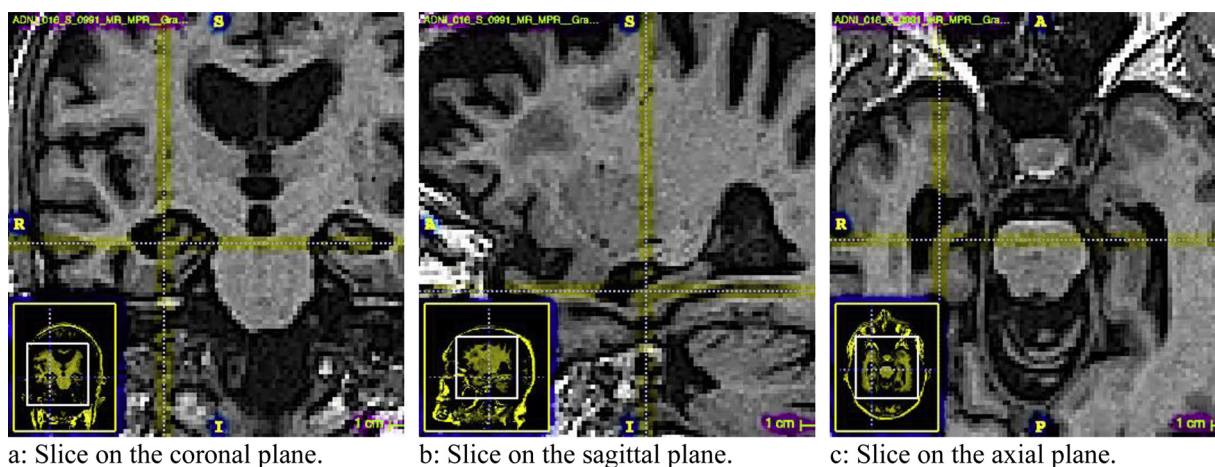 ADNI_016_S_0991_MR_MPR__Gra... ADNI_016_S_0991_MR_MPR__Gra... ADNI_016_S_0991_MR_MPR__Gra...
S S A
R A R
I I P
1 cm 1 cm 1 cm
a: Slice on the coronal plane. b: Slice on the sagittal plane. c: Slice on the axial plane.